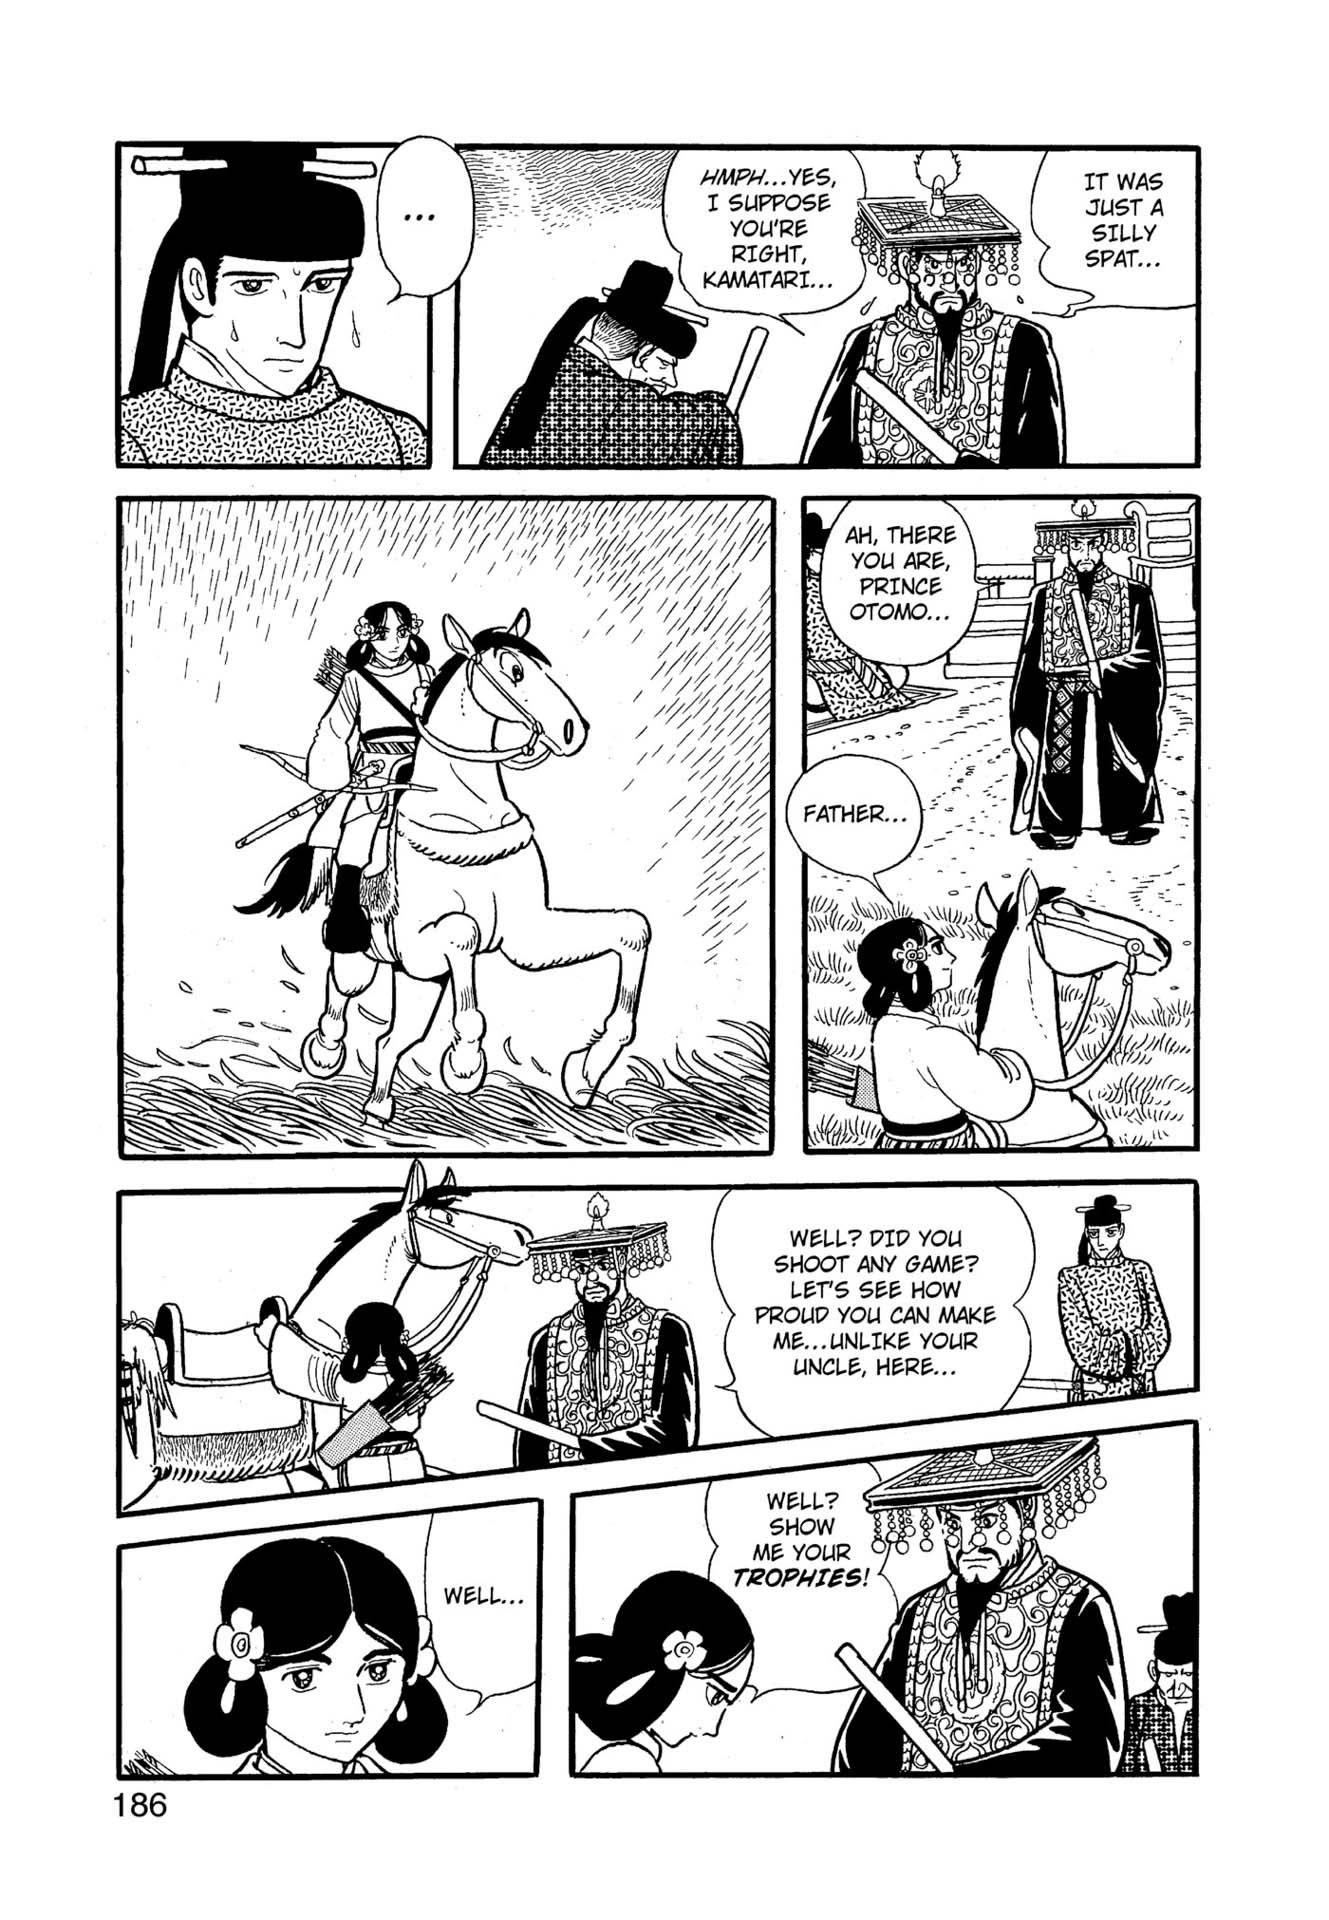 ...
HMPH...YES,
I SUPPOSE
YOU'RE
RIGHT,
KAMATARI...
IT WAS
JUST A
SILLY
SPAT...
AH, THERE
YOU ARE,
PRINCE
OTOMO...
FATHER...
WELL? DID YOU
SHOOT ANY GAME?
LET'S SEE HOW
PROUD YOU CAN MAKE
ME...UNLIKE YOUR
UNCLE, HERE...
WELL...
WELL?
SHOW
ME YOUR
TROPHIES!
186